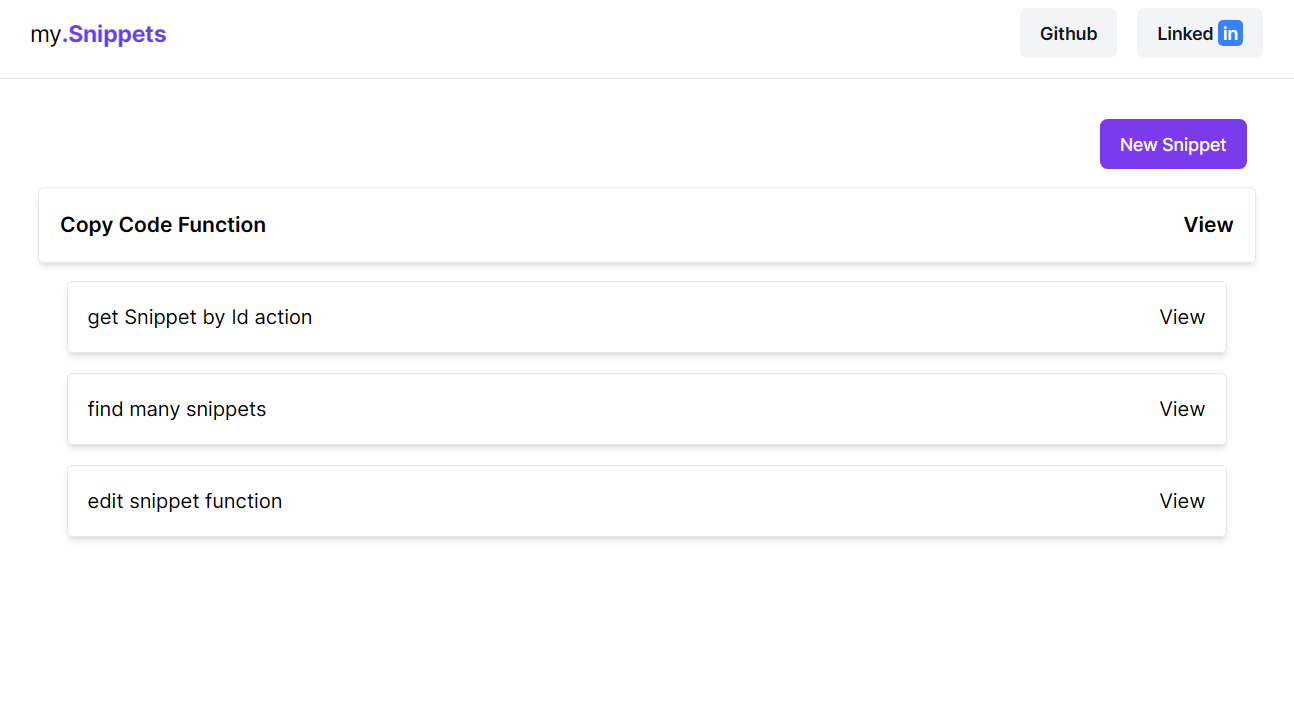 my.Snippets Github Linked in
New Snippet
Copy Code Function View
get Snippet by Id action View
find many snippets View
edit snippet function View